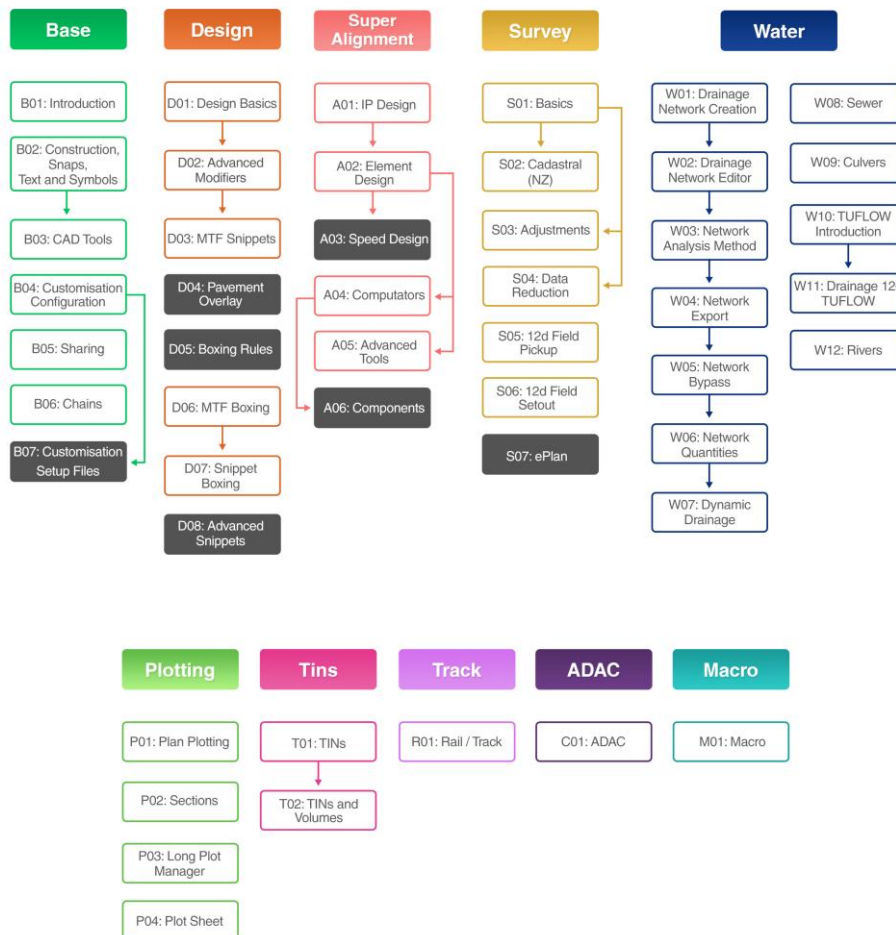 Base
B01: Introduction
B02: Construction,
Snaps,
Text and Symbols
B03: CAD Tools
B04: Customisation
Configuration
B05: Sharing
B06: Chains
B07: Customisation
Setup Files
Design
D01: Design Basics
D02: Advanced
Modifiers
D03: MTF Snippets
D04: Pavement
Overlay
D05: Boxing Rules
D06: MTF Boxing
D07: Snippet
Boxing
D08: Advanced
Snippets
Super
Alignment
A01: IP Design
A02: Element
Design
A03: Speed Design
A04: Computators
A05: Advanced
Tools
A06: Components
Survey
S01: Basics
S02: Cadastral
(NZ)
S03: Adjustments
S04: Data
Reduction
S05: 12d Field
Pickup
S06: 12d Field
Setout
S07: ePlan
Water
W01: Drainage
Network Creation
W02: Drainage
Network Editor
W03: Network
Analysis Method
W04: Network
Export
W05: Network
Bypass
W06: Network
Quantities
W07: Dynamic
Drainage
W08: Sewer
W09: Culvers
W10: TUFLOW
Introduction
W11: Drainage 12d
TUFLOW
W12: Rivers
Plotting
P01: Plan Plotting
P02: Sections
P03: Long Plot
Manager
P04: Plot Sheet
Tins
T01: TINs
T02: TINs and
Volumes
Track
R01: Rail / Track
ADAC
C01: ADAC
Macro
M01: Macro